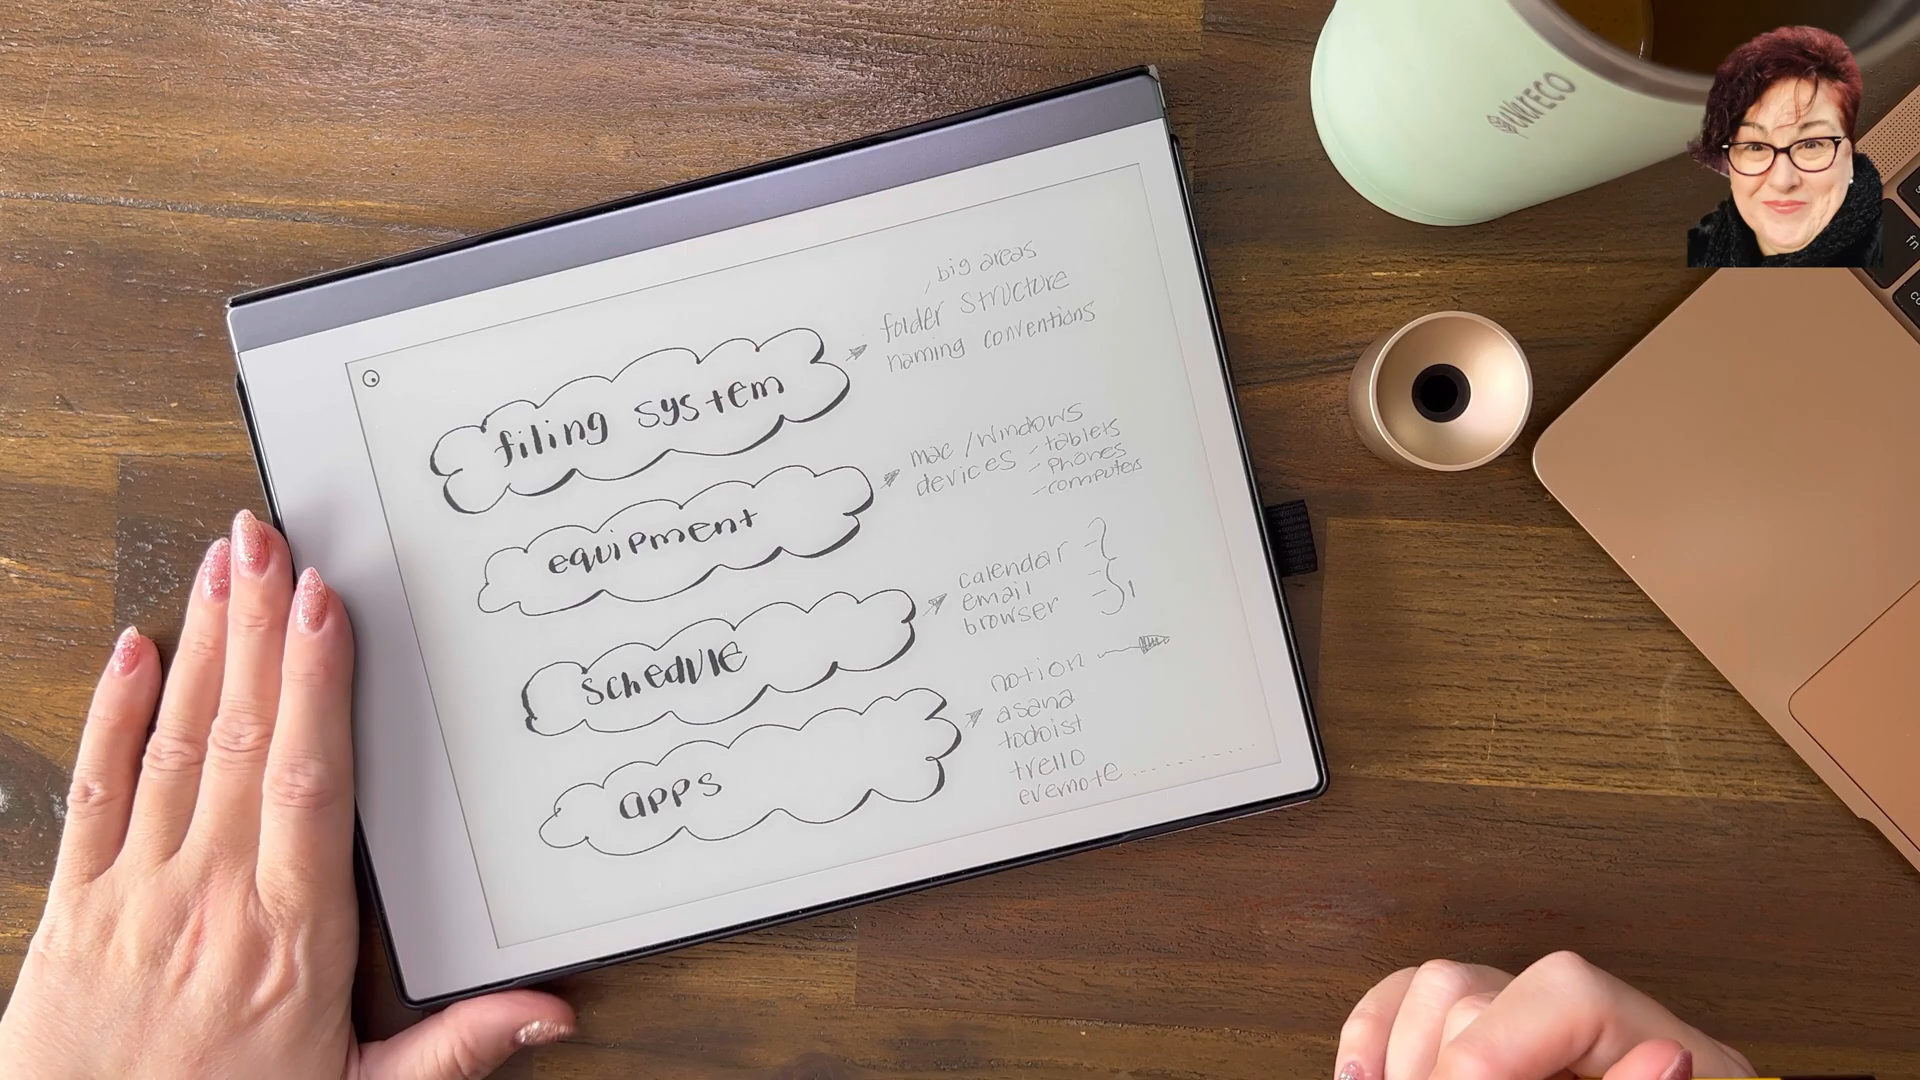 big areas
folder structure
naming conventions
filing system
mac/windows
devices - tablets
- phones
- computers
equipment
calendar -
email -
browser -
schedule
notion
asana
todoist
trello
evernote ........
apps